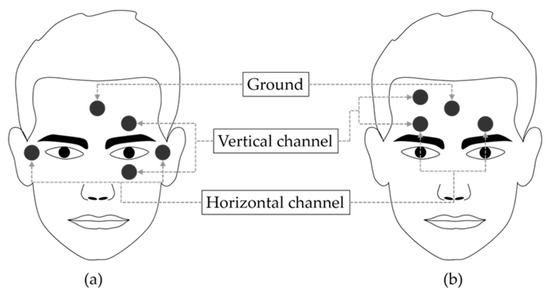 Ground
Vertical channel
Horizontal channel
(a)
(b)